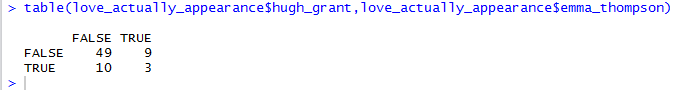 > table(love_actually_appearance$hugh_grant,love_actually_appearance$emma_thompson)
FALSE TRUE
FALSE 49 9
TRUE 10 3
>